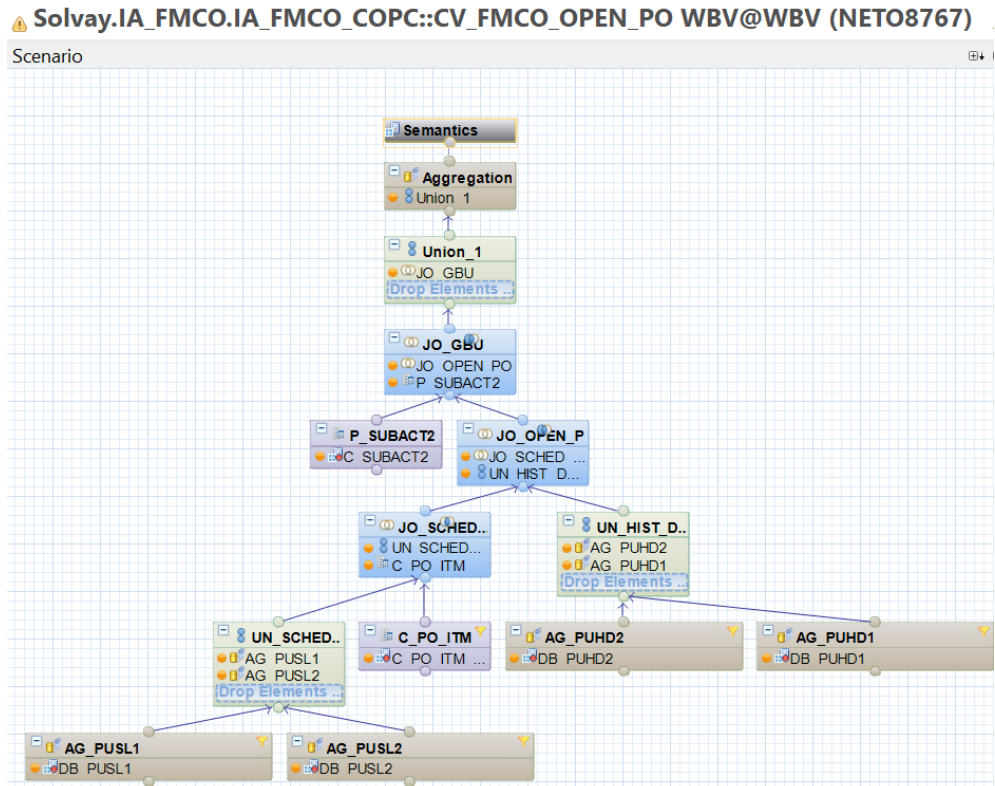 Solvay.IA_FMCO.IA_FMCO_COPC::CV_FMCO_OPEN_PO WBV@WBV (NETO8767)
Scenario
Semantics
Aggregation
Union_1
Union_1
JO_GBU
Drop Elements ..
JO_GBU
JO_OPEN_PO
P_SUBACT2
P_SUBACT2
C_SUBACT2
JO_OPEN_P
JO_SCHED_...
UN_HIST_D...
JO_SCHED..
UN_SCHED...
C_PO_ITM
UN_HIST_D..
AG_PUHD2
AG_PUHD1
Drop Elements ..
UN_SCHED..
AG_PUSL1
AG_PUSL2
Drop Elements ..
C_PO_ITM
C_PO_ITM ...
AG_PUHD2
DB_PUHD2
AG_PUHD1
DB_PUHD1
AG_PUSL1
DB_PUSL1
AG_PUSL2
DB_PUSL2